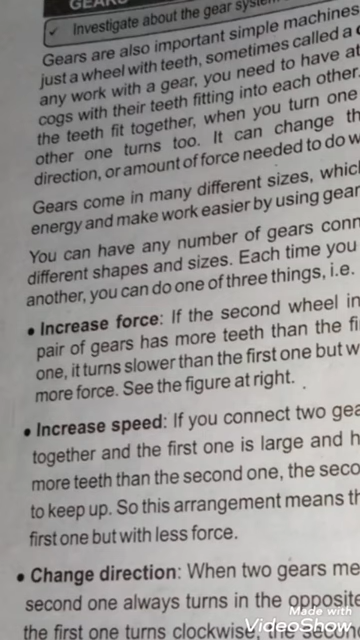 GEARS
✓ Investigate about the gear system
Gears are also important simple machines
just a wheel with teeth, sometimes called a
any work with a gear, you need to have at
cogs with their teeth fitting into each other.
the teeth fit together, when you turn one
other one turns too. It can change th
direction, or amount of force needed to do w
Gears come in many different sizes, whic
energy and make work easier by using gear
You can have any number of gears conn
different shapes and sizes. Each time you
another, you can do one of three things, i.e.
• Increase force: If the second wheel in
pair of gears has more teeth than the fi
one, it turns slower than the first one but w
more force. See the figure at right.
• Increase speed: If you connect two gea
together and the first one is large and h
more teeth than the second one, the seco
to keep up. So this arrangement means th
first one but with less force.
• Change direction: When two gears me
second one always turns in the opposite
the first one turns clockwise, the seco
Made with
VideoShow